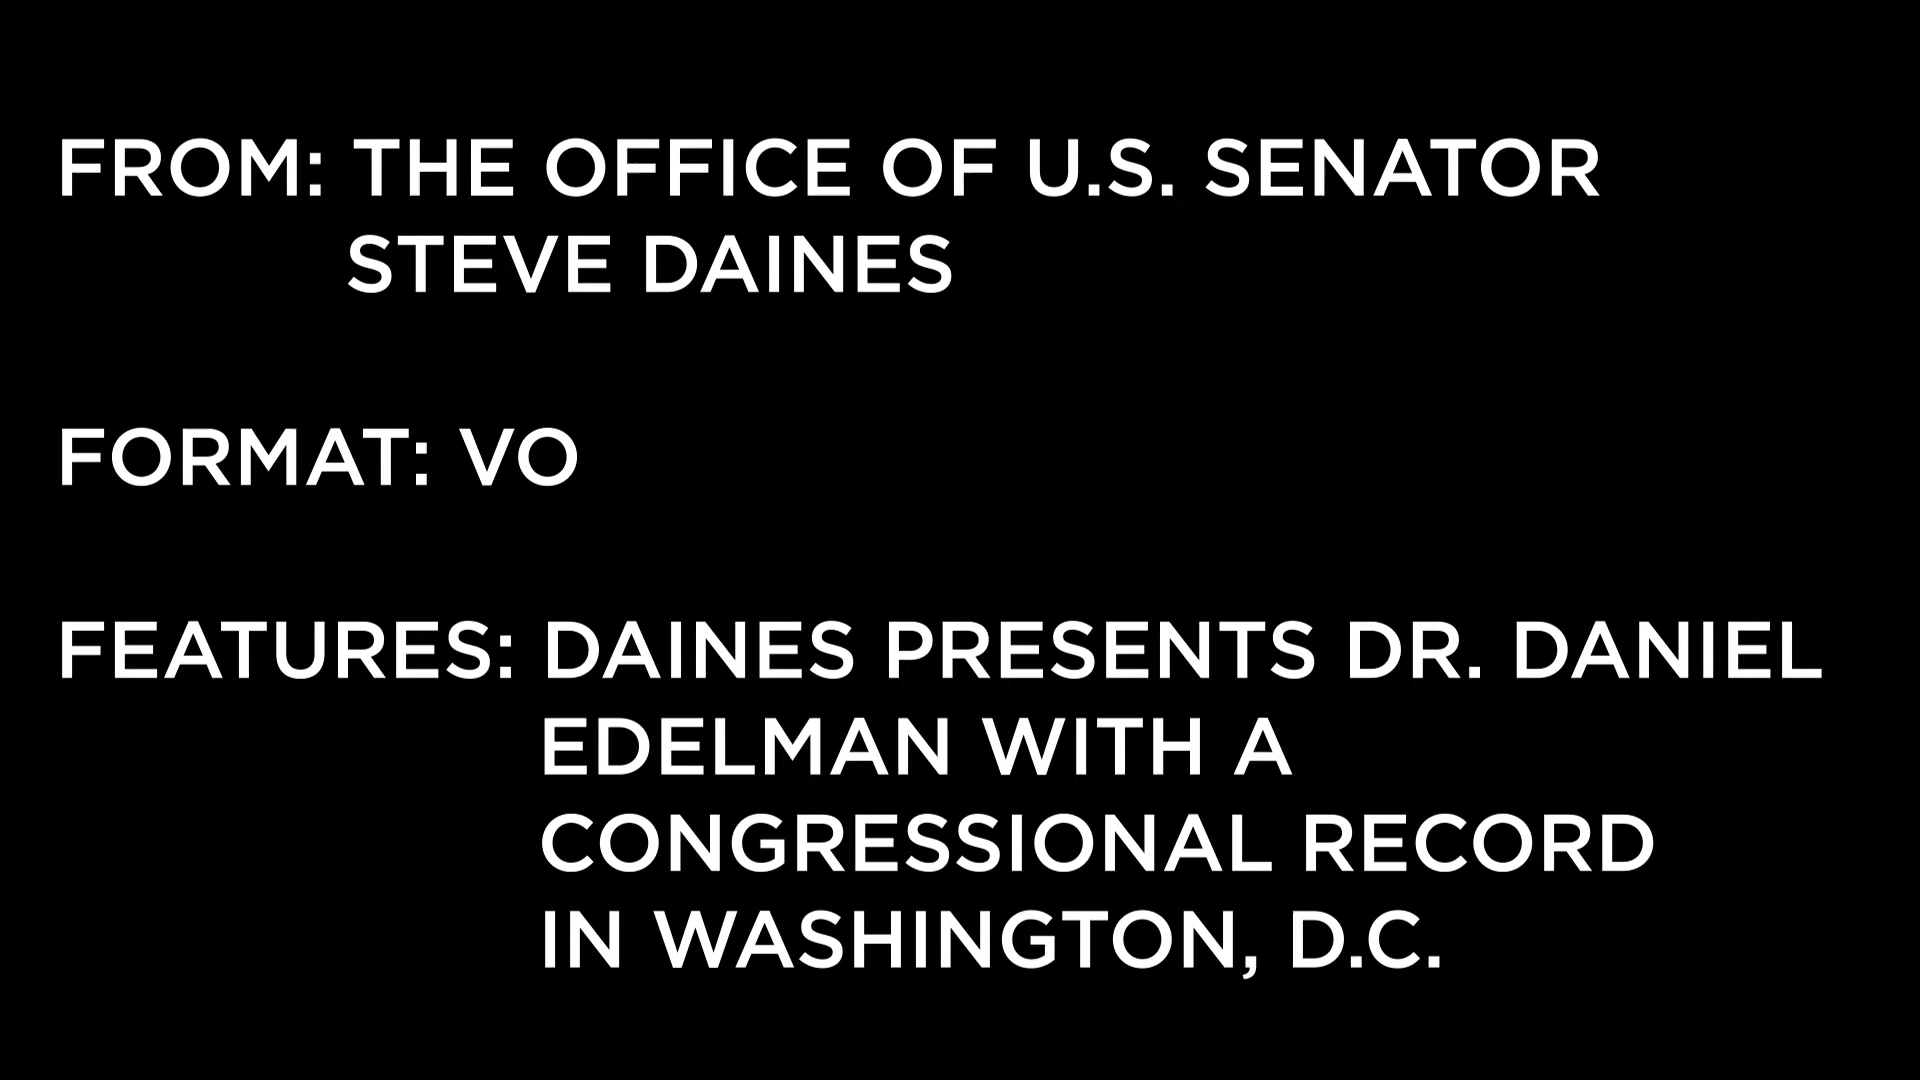 FROM: THE OFFICE OF U.S. SENATOR
STEVE DAINES
FORMAT: VO
FEATURES: DAINES PRESENTS DR. DANIEL
EDELMAN WITH A
CONGRESSIONAL RECORD
IN WASHINGTON, D.C.